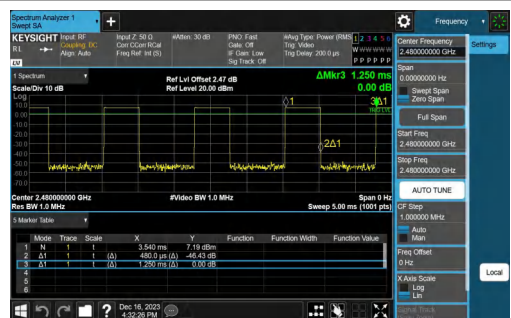 Spectrum Analyzer 1
Swept SA
+
Frequency
KEYSIGHT
Input: RF
Input Z: 50 Ω
#Atten: 30 dB
PNO: Fast
#Avg Type: Power (RMS
1 2 3 4 5 6
RL
Coupling: DC
Corr CCorr RCal
Gate: Off
Trig: Video
Align: Auto
Freq Ref: Int (S)
IF Gain: Low
Trig Delay: 200.0 µs
Sig Track: Off
P P P P P P
LV
1 Spectrum
Ref Lvl Offset 2.47 dB
ΔMkr3 1.250 ms
Scale/Div 10 dB
Ref Level 20.00 dBm
0.00 dB
Log
10.0
0.00
-10.0
-20.0
-30.0
-40.0
-50.0
-60.0
-70.0
◊1
3Δ1
2Δ1
Center 2.480000000 GHz
#Video BW 1.0 MHz
Span 0 Hz
Res BW 1.0 MHz
Sweep 5.00 ms (1001 pts)
5 Marker Table
Mode Trace Scale X Y Function Function Width Function Value
1 N 1 t 3.540 ms 7.19 dBm
2 Δ1 1 t (Δ) 480.0 µs (Δ) -46.43 dB
3 Δ1 1 t (Δ) 1.250 ms (Δ) 0.00 dB
4
5
6
Dec 16, 2023
4:32:26 PM
Center Frequency
2.480000000 GHz
Span
0.00000000 Hz
Swept Span
Zero Span
Full Span
Start Freq
2.480000000 GHz
Stop Freq
2.480000000 GHz
AUTO TUNE
CF Step
1.000000 MHz
Auto
Man
Freq Offset
0 Hz
X Axis Scale
Log
Lin
Signal Track
Settings
Local